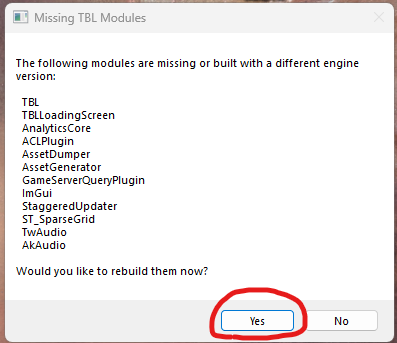 Missing TBL Modules
The following modules are missing or built with a different engine
version:
TBL
TBLLoadingScreen
AnalyticsCore
ACLPlugin
AssetDumper
AssetGenerator
GameServerQueryPlugin
ImGui
StaggeredUpdater
ST_SparseGrid
TwAudio
AkAudio
Would you like to rebuild them now?
Yes
No